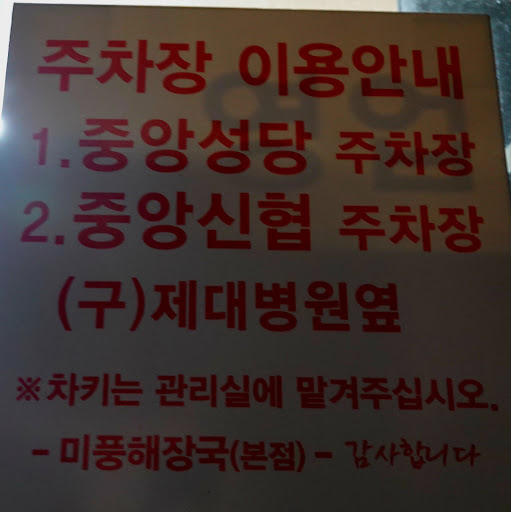 주차장 이용안내
1.중앙성당 주차장
2.중앙신협 주차장
(구)제대병원옆
※차키는 관리실에 맡겨주십시오.
- 미풍해장국(본점) - 감사합니다